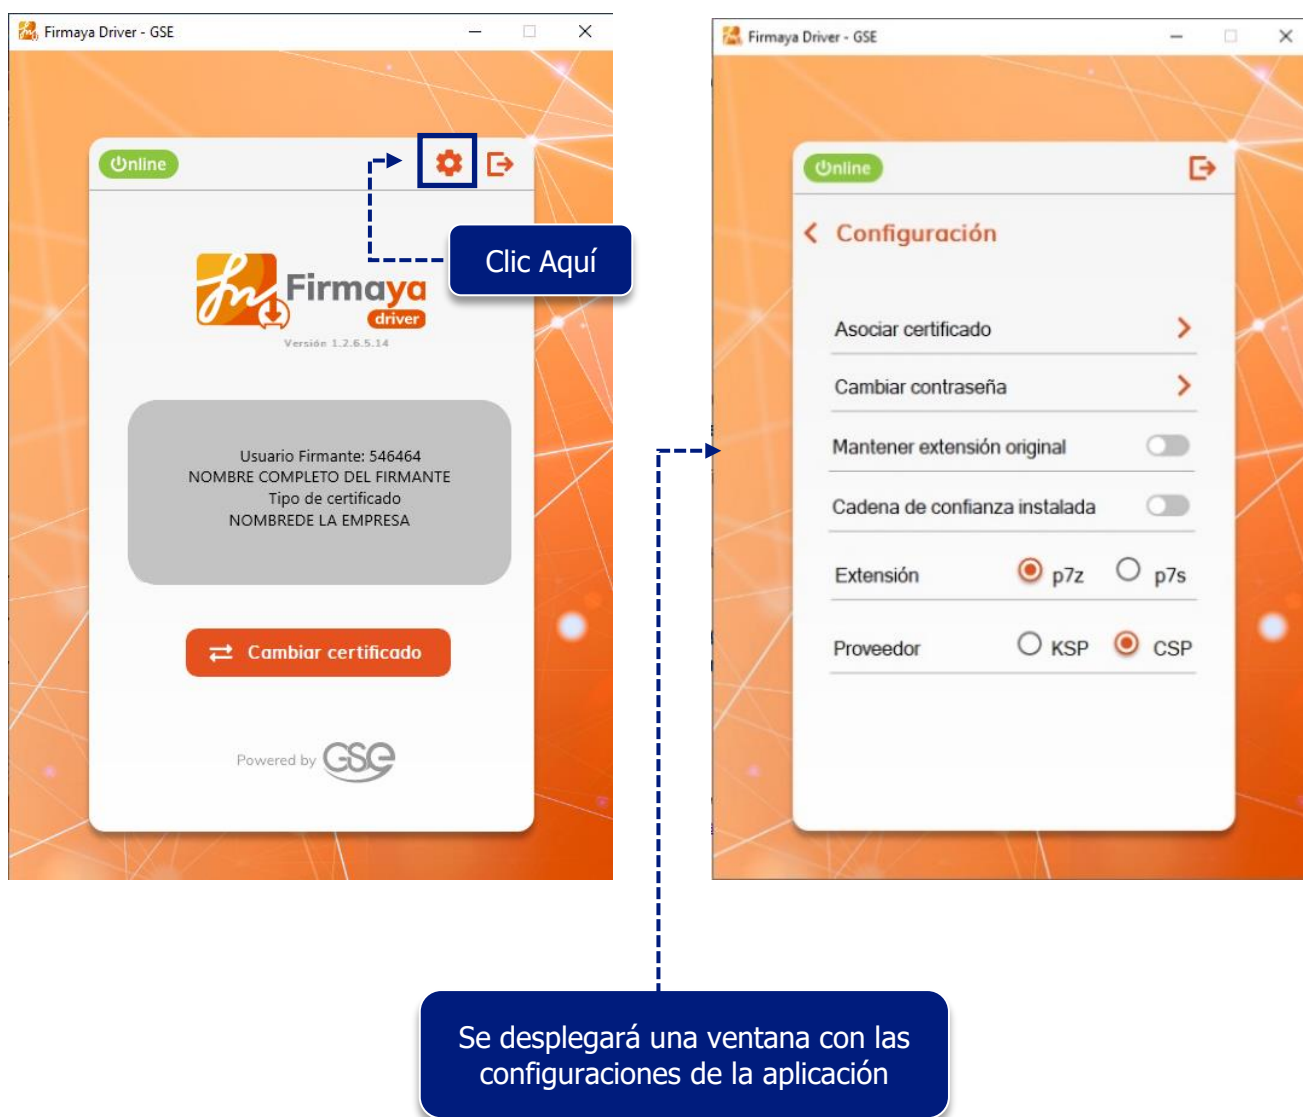 Firmaya Driver - GSE
Online
Clic Aquí
Firmaya
driver
Versión 1.2.6.5.14
Usuario Firmante: 546464
NOMBRE COMPLETO DEL FIRMANTE
Tipo de certificado
NOMBREDE LA EMPRESA
Cambiar certificado
Powered by GSE
Firmaya Driver - GSE
Online
Configuración
Asociar certificado
Cambiar contraseña
Mantener extensión original
Cadena de confianza instalada
Extensión p7z p7s
Proveedor KSP CSP
Se desplegará una ventana con las
configuraciones de la aplicación